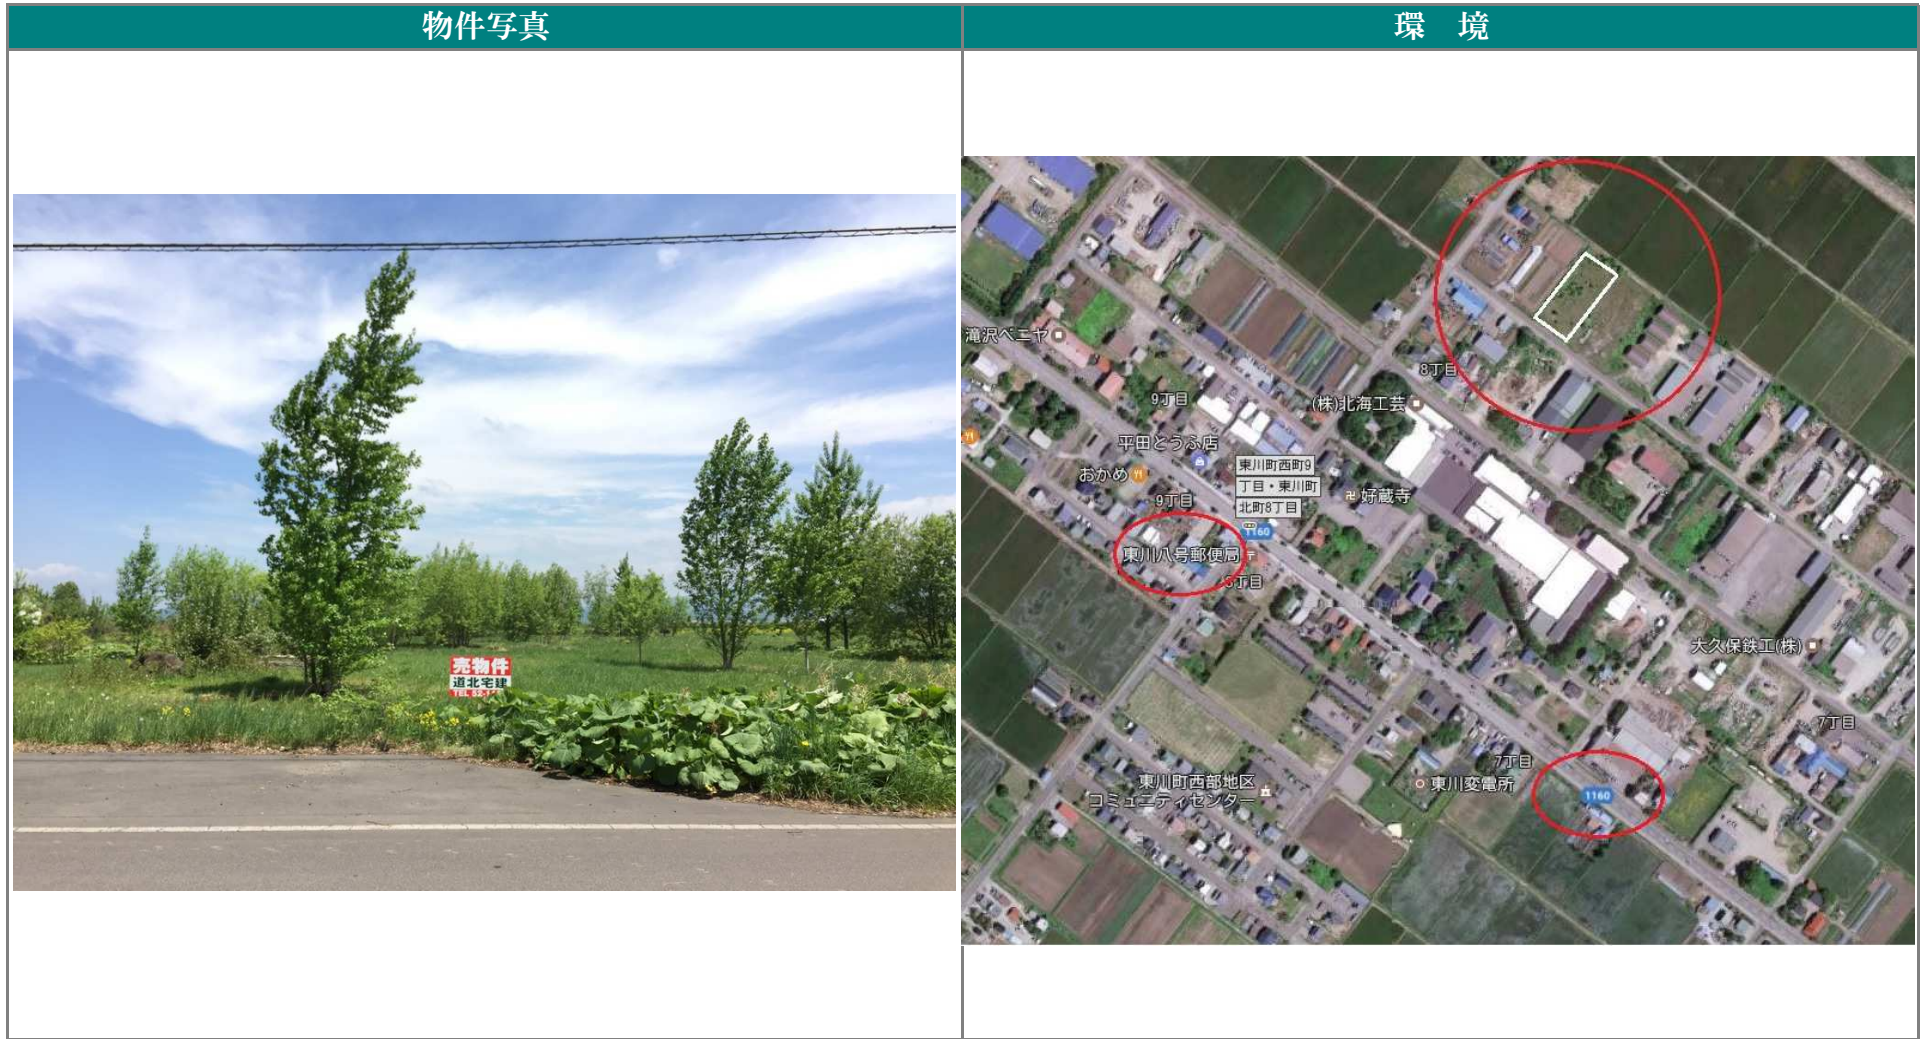 物件写真
環　境
売物件
道北宅建
滝沢ベニヤ
8丁目
9丁目
(株)北海工芸
平田とうふ店
おかめ
東川町西町9
丁目・東川町
北町8丁目
9丁目
好蔵寺
1160
東川八号郵便局
大久保鉄工(株)
7丁目
7丁目
東川町西部地区
コミュニティセンター
東川変電所
1160